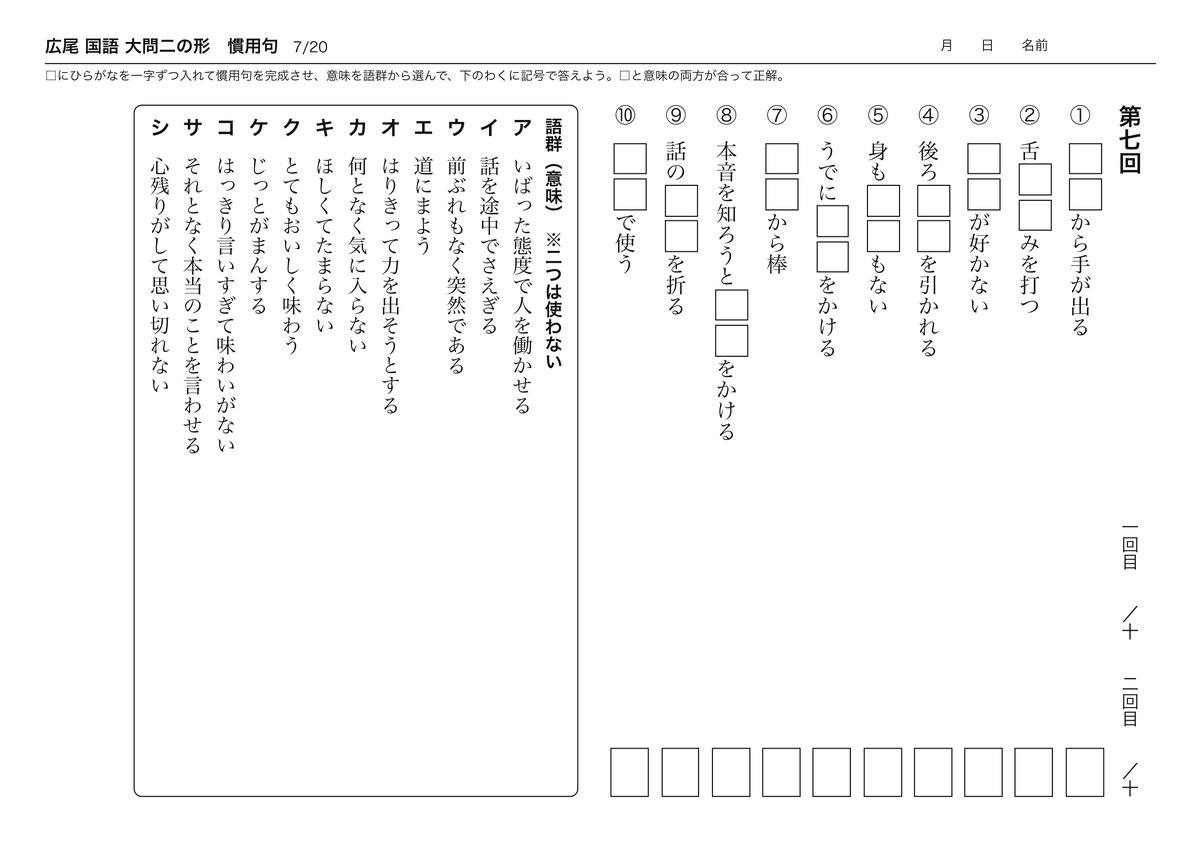 広尾 国語 大問二の形　慣用句　7/20
月　日　名前
□にひらがなを一字ずつ入れて慣用句を完成させ、意味を語群から選んで、下のわくに記号で答えよう。□と意味の両方が合って正解。
第七回　一回目　／十　二回目　／十
① □□から手が出る
② 舌□□みを打つ
③ □□が好かない
④ 後ろ□□を引かれる
⑤ 身も□□もない
⑥ うでに□□をかける
⑦ □□から棒
⑧ 本音を知ろうと□□をかける
⑨ 話の□□を折る
⑩ □□で使う
語群（意味）　※二つは使わない
ア　いばった態度で人を働かせる
イ　話を途中でさえぎる
ウ　前ぶれもなく突然である
エ　道にまよう
オ　はりきって力を出そうとする
カ　何となく気に入らない
キ　ほしくてたまらない
ク　とてもおいしく味わう
ケ　じっとがまんする
コ　はっきり言いすぎて味わいがない
サ　それとなく本当のことを言わせる
シ　心残りがして思い切れない